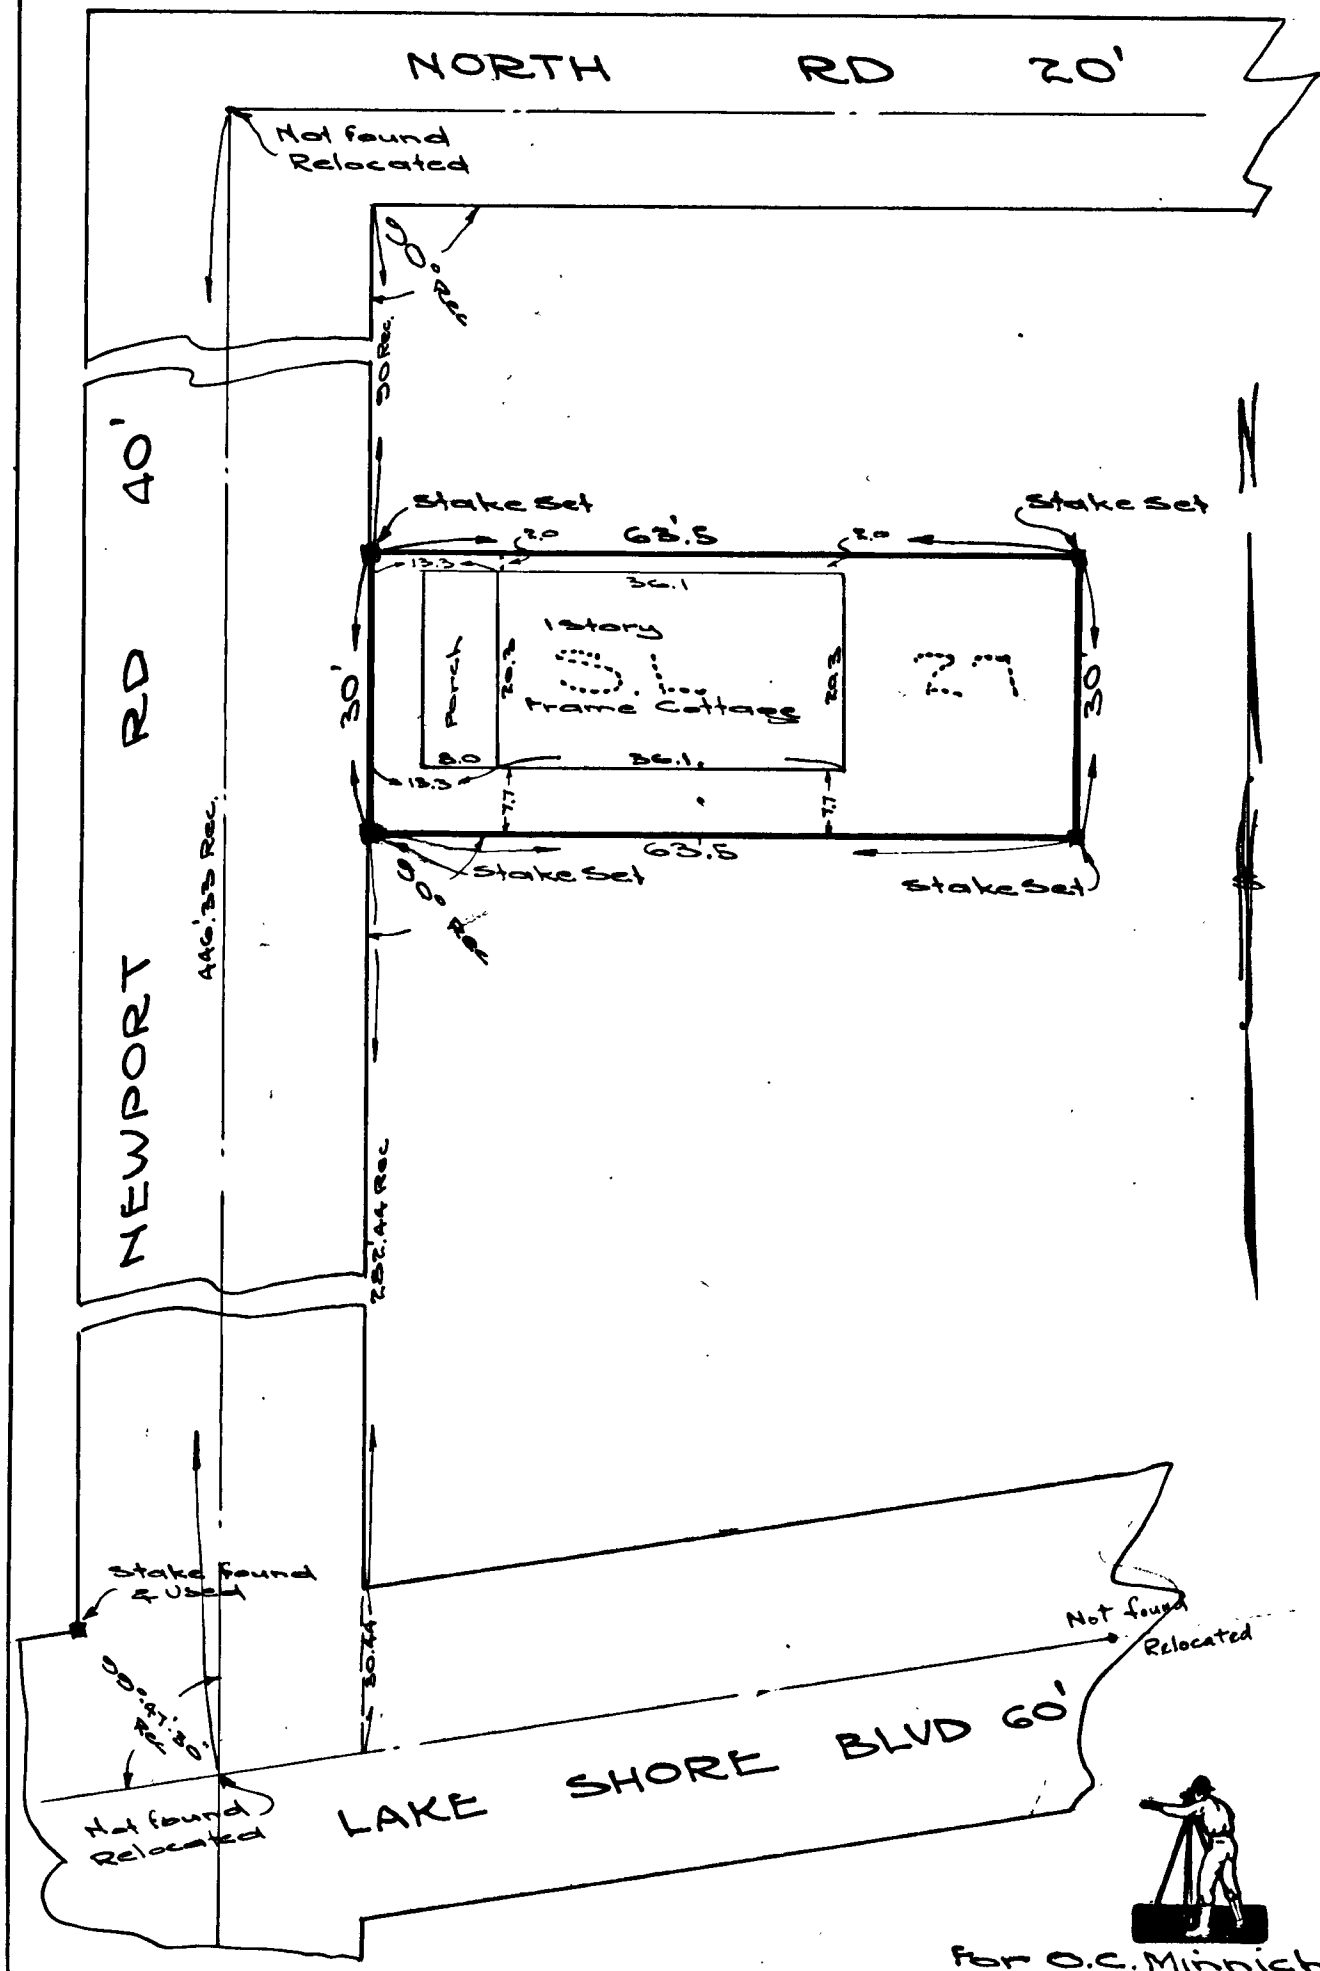 NORTH RD 20'
Not found
Relocated
90° Rec
90 Rec.
NEWPORT RD 40'
446'.33 Rec.
Stake Set
Stake Set
63'.5
2.0
2.0
13.3
36.1
30'
Porch
20.3
1 Story
S.L.
27
Frame Cottage
20.3
30'
8.0
36.1
13.3
7.7
7.7
63'.5
Stake Set
Stake Set
90° Rec
282'.44 Rec
Stake found
& Used
30.44
Not found
Relocated
47'.30"
Rec
Not found
Relocated
LAKE SHORE BLVD 60'
For O.C. Minnich